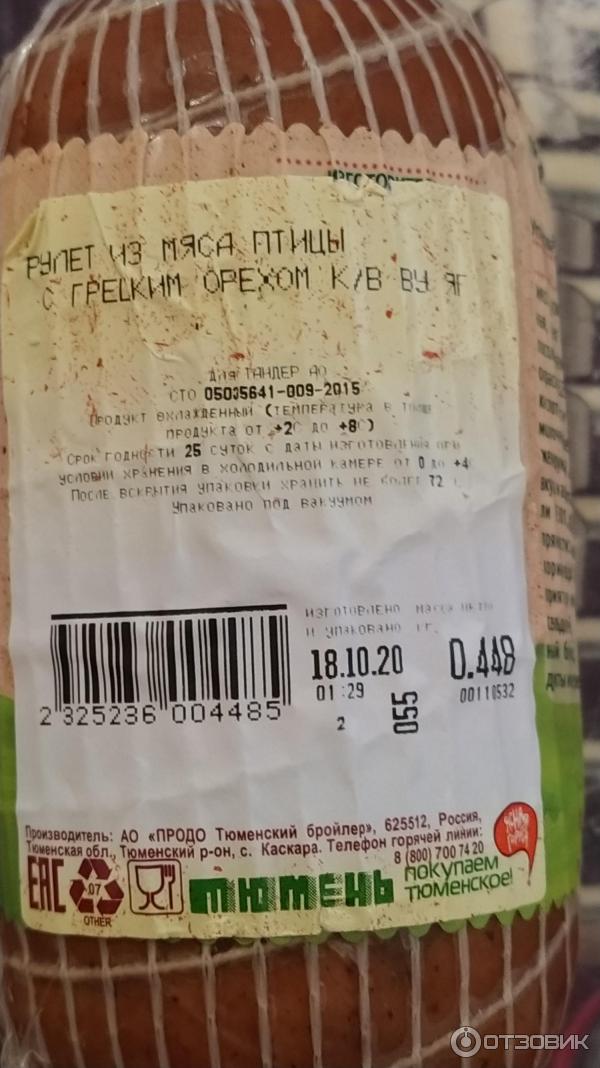 РУЛЕТ ИЗ МЯСА ПТИЦЫ
С ГРЕЦКИМ ОРЕХОМ К/В ВУ ЯГ
ДЛЯ ТАНДЕР АО
СТО 05035641-009-2015
ПРОДУКТ ОХЛАЖДЕННЫЙ (ТЕМПЕРАТУРА В ТОЛЩЕ
ПРОДУКТА ОТ +2С ДО +8С)
СРОК ГОДНОСТИ 25 СУТОК С ДАТЫ ИЗГОТОВЛЕНИЯ ПРИ
УСЛОВИИ ХРАНЕНИЯ В ХОЛОДИЛЬНОЙ КАМЕРЕ ОТ 0 ДО +4
ПОСЛЕ ВСКРЫТИЯ УПАКОВКИ ХРАНИТЬ НЕ БОЛЕЕ 72
УПАКОВАНО ПОД ВАКУУМОМ
ИЗГОТОВЛЕНО МАССА НЕТТО
И УПАКОВАНО КГ.
18.10.20 0.448
01:29 00110532
2 055
2 325236 004485
Производитель: АО «ПРОДО Тюменский бройлер», 625512, Россия,
Тюменская обл., Тюменский р-он, с. Каскара. Телефон горячей линии:
8 (800) 700 74 20
EAC 07 OTHER ТЮМЕНЬ
ПОКУПАЕМ
ТЮМЕНСКОЕ!
ОТЗОВИК